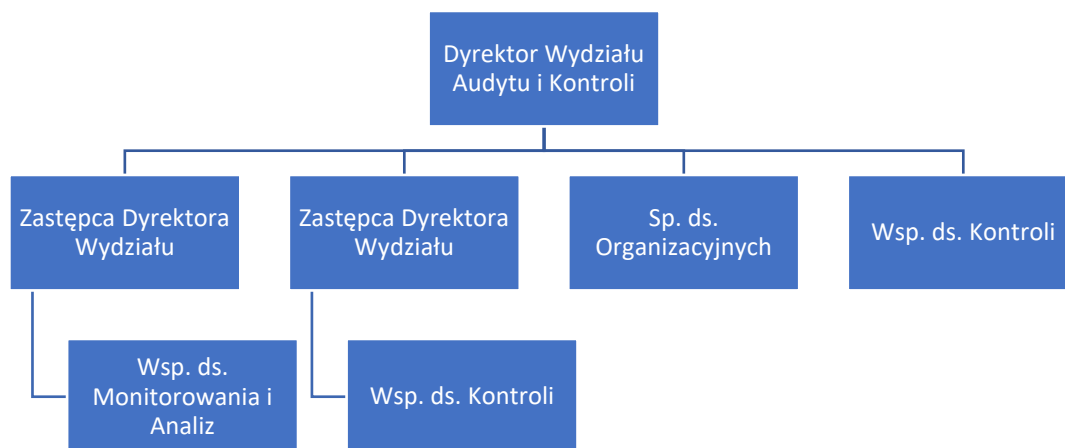 Dyrektor Wydziału
Audytu i Kontroli
Zastępca Dyrektora
Wydziału
Zastępca Dyrektora
Wydziału
Sp. ds.
Organizacyjnych
Wsp. ds. Kontroli
Wsp. ds.
Monitorowania i
Analiz
Wsp. ds. Kontroli